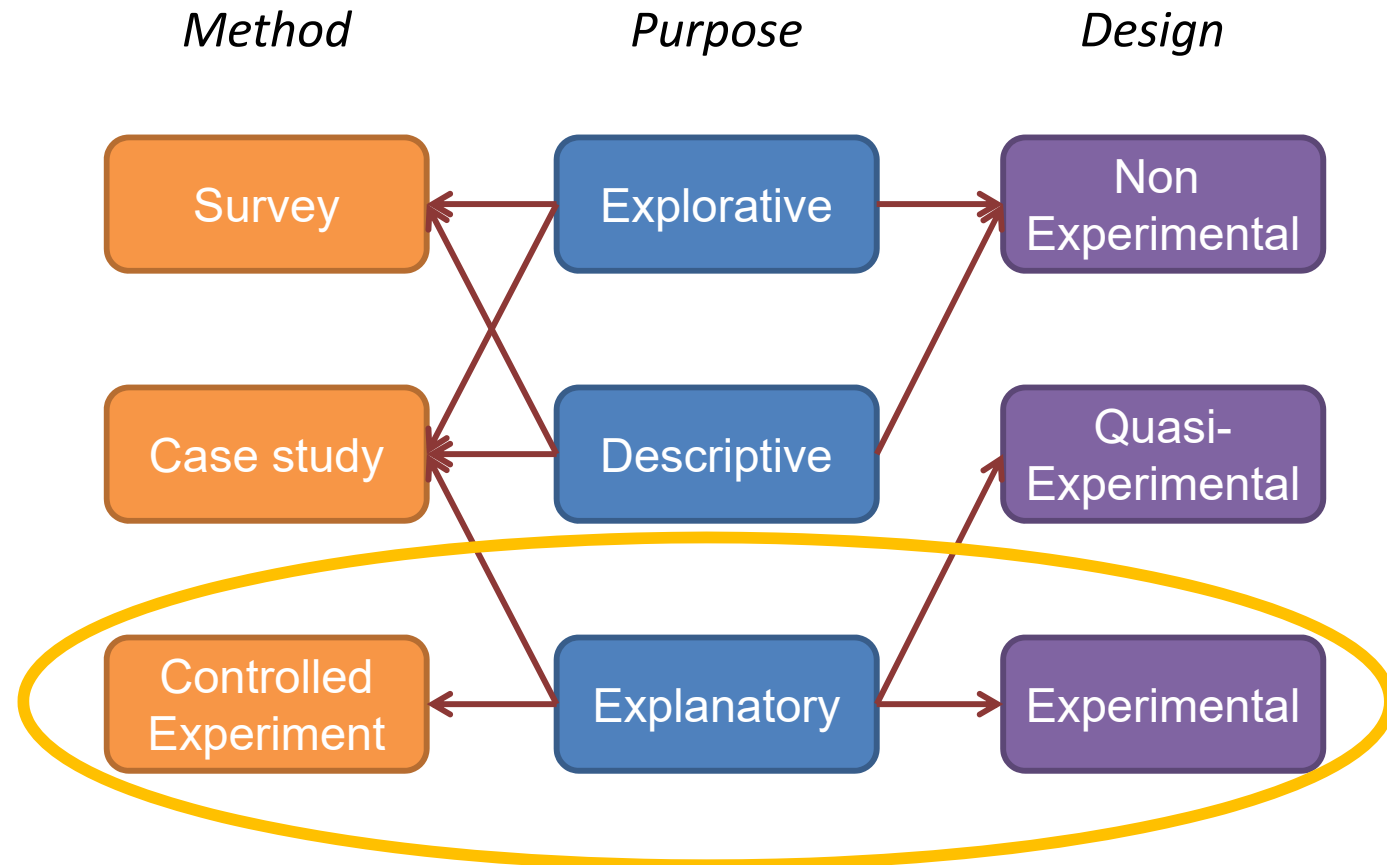 Method
Purpose
Design
Survey
Explorative
Non
Experimental
Case study
Descriptive
Quasi-
Experimental
Controlled
Experiment
Explanatory
Experimental